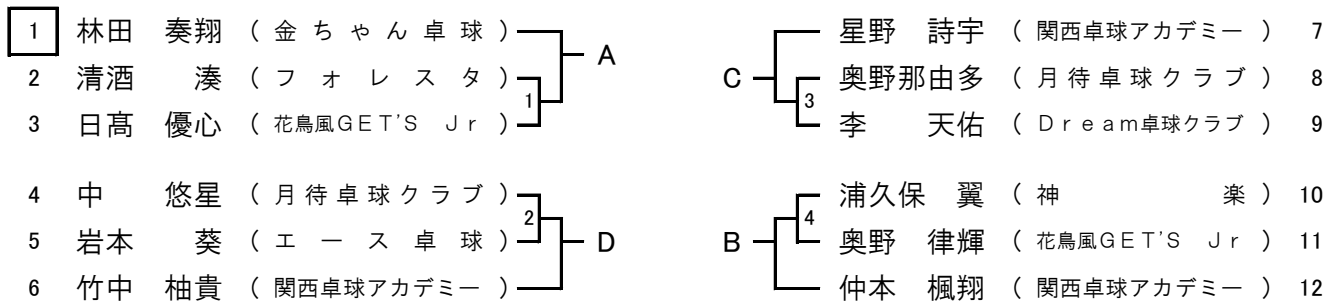 1 林田 奏翔 （ 金 ち ゃ ん 卓 球 ）
2 清酒 湊 （ フ ォ レ ス タ ）
3 日髙 優心 （ 花鳥風GET'S Jr ）
1
A
4 中 悠星 （ 月 待 卓 球 ク ラ ブ ）
5 岩本 葵 （ エ ー ス 卓 球 ）
6 竹中 柚貴 （ 関西卓球アカデミー ）
2
D
星野 詩宇 （ 関西卓球アカデミー ） 7
奥野那由多 （ 月 待 卓 球 ク ラ ブ ） 8
李 天佑 （ Dream卓球クラブ ） 9
3
C
浦久保 翼 （ 神 楽 ） 10
奥野 律輝 （ 花鳥風GET'S Jr ） 11
仲本 楓翔 （ 関西卓球アカデミー ） 12
4
B